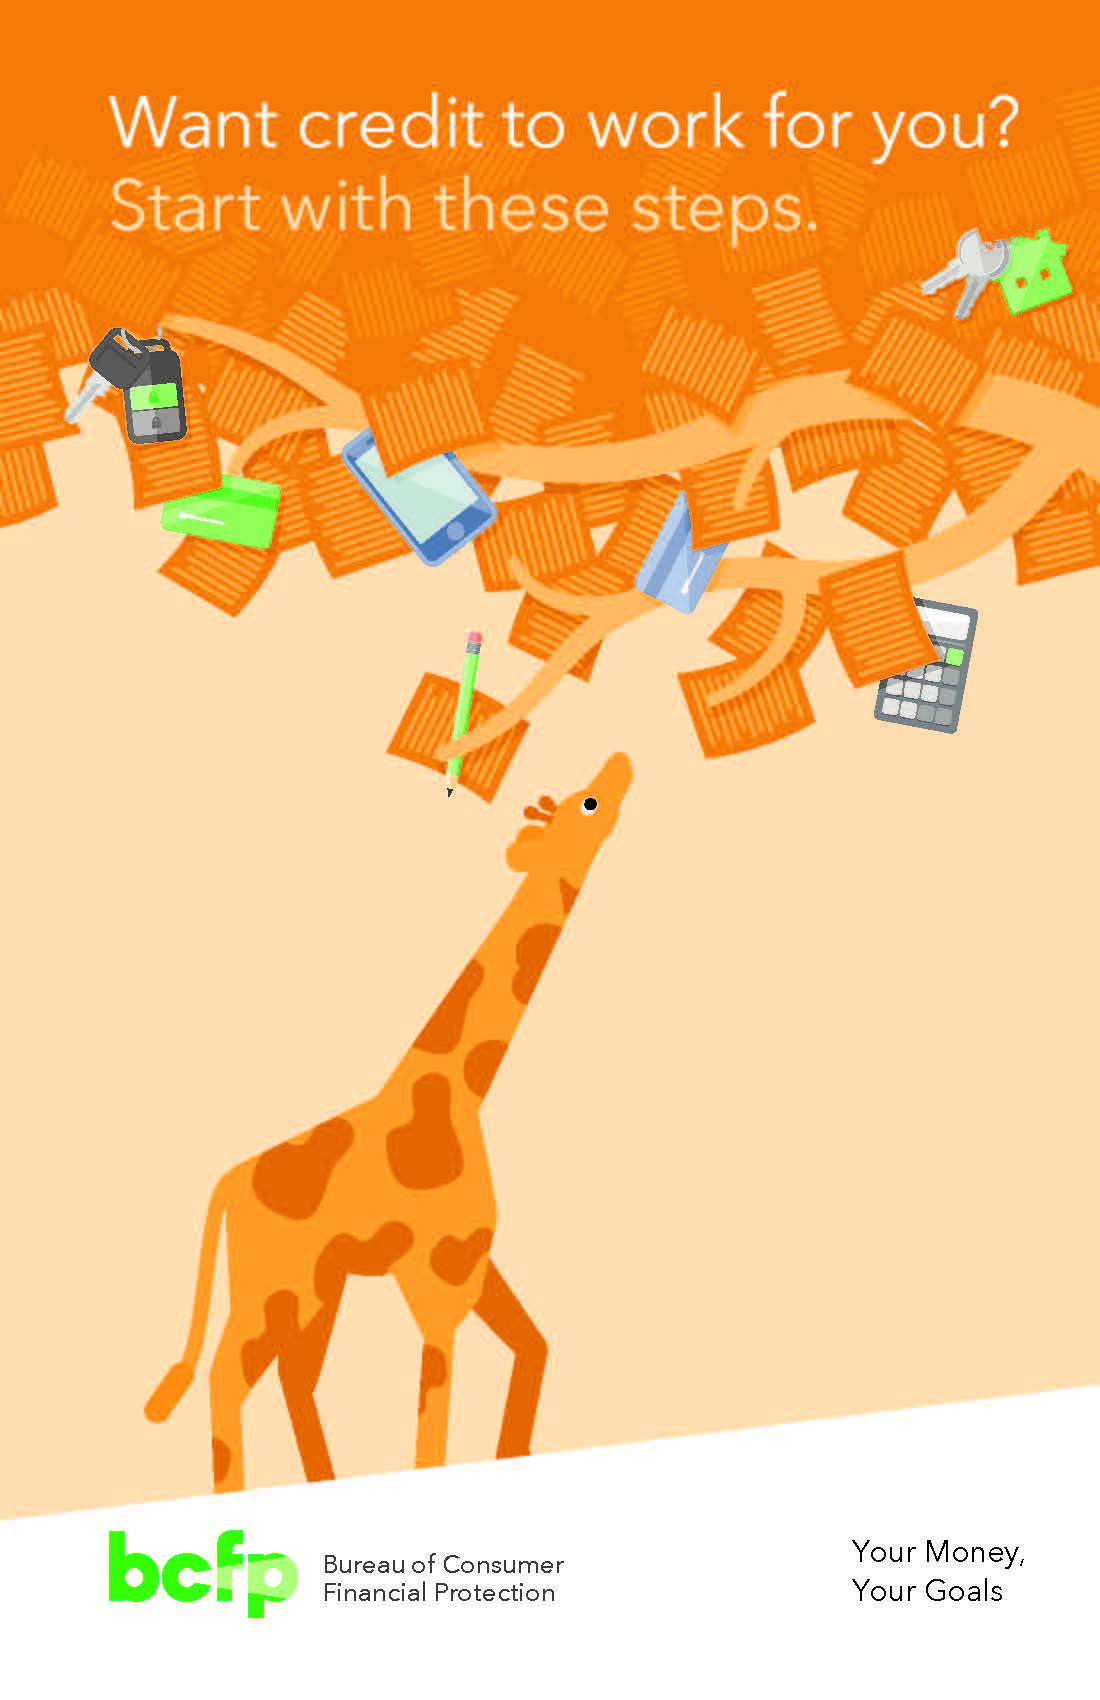 Want credit to work for you?
Start with these steps.
bcfp
Bureau of Consumer
Financial Protection
Your Money,
Your Goals